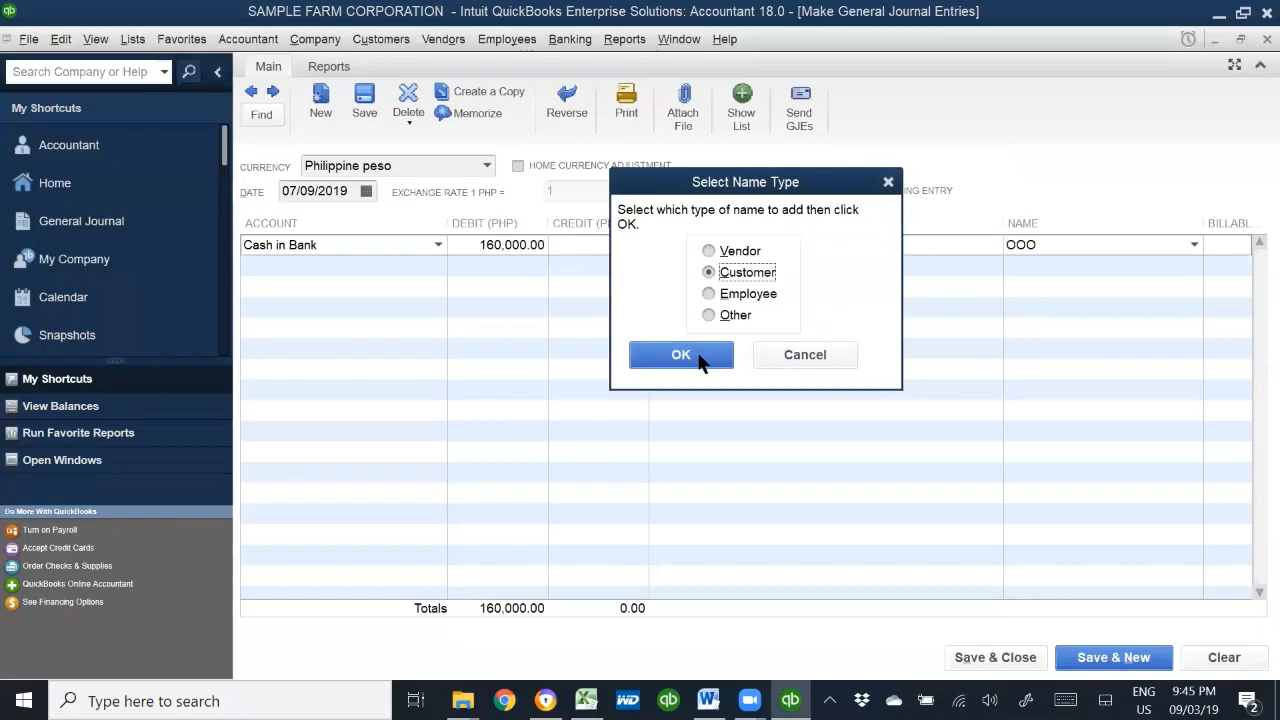 SAMPLE FARM CORPORATION - Intuit QuickBooks Enterprise Solutions: Accountant 18.0 - [Make General Journal Entries]
File Edit View Lists Favorites Accountant Company Customers Vendors Employees Banking Reports Window Help
Search Company or Help
Main Reports
My Shortcuts
Accountant
Home
General Journal
My Company
Calendar
Snapshots
My Shortcuts
View Balances
Run Favorite Reports
Open Windows
Do More With QuickBooks
Turn on Payroll
Accept Credit Cards
Order Checks & Supplies
QuickBooks Online Accountant
See Financing Options
Find
New
Save
Delete
Create a Copy
Memorize
Reverse
Print
Attach File
Show List
Send GJEs
CURRENCY Philippine peso HOME CURRENCY ADJUSTMENT
DATE 07/09/2019 EXCHANGE RATE 1 PHP = 1 ENTRY
ACCOUNT DEBIT (PHP) CREDIT (P NAME BILLABL...
Cash in Bank 160,000.00 OOO
Select Name Type
Select which type of name to add then click
OK.
Vendor
Customer
Employee
Other
OK Cancel
Totals 160,000.00 0.00
Save & Close Save & New Clear
Type here to search
W
ENG
US
9:45 PM
09/03/19
2